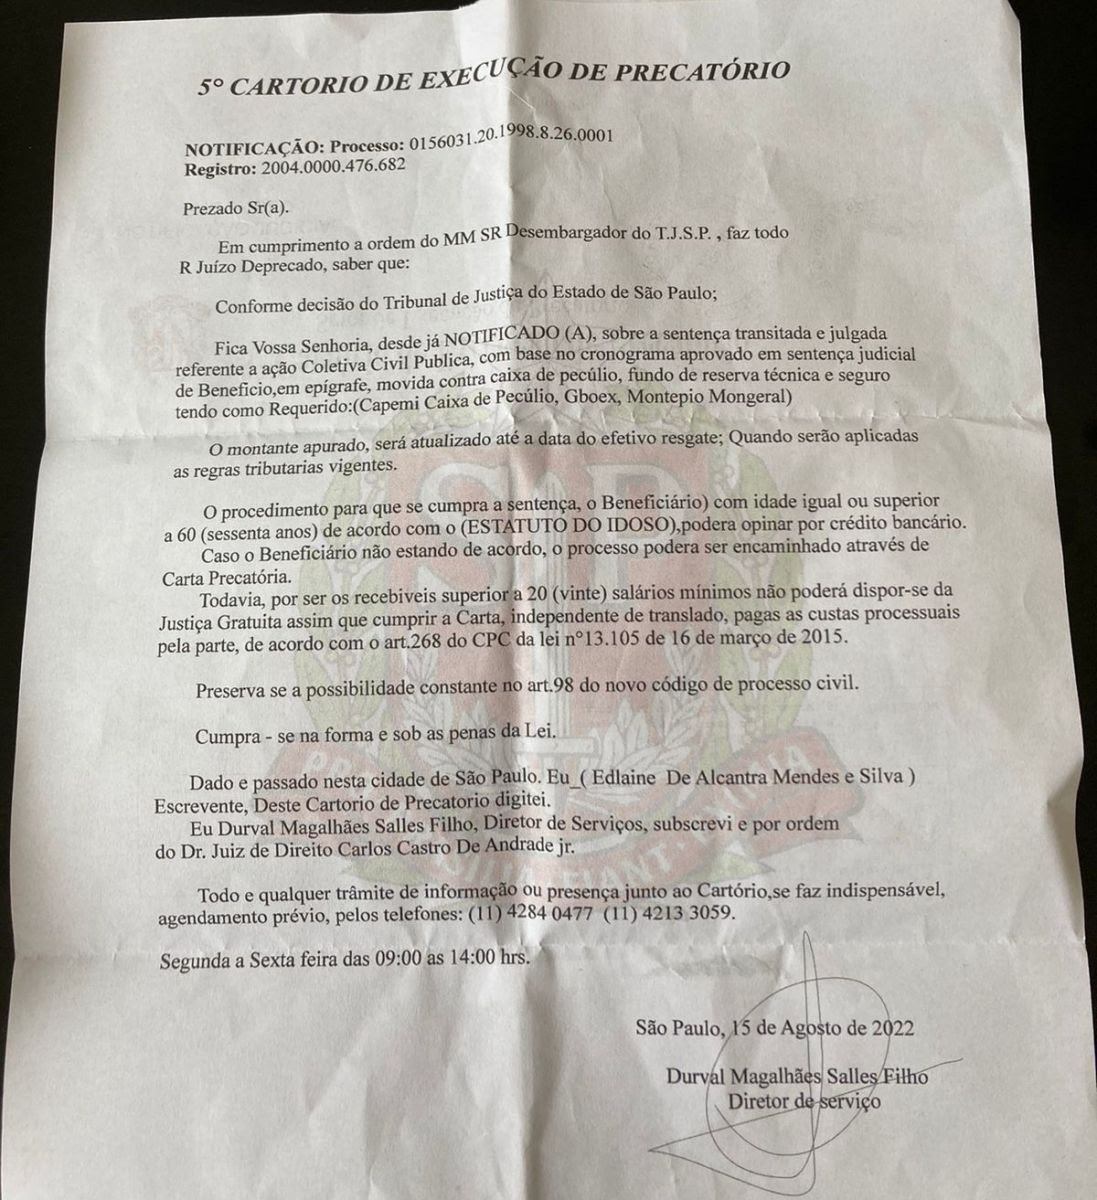 5° CARTORIO DE EXECUÇÃO DE PRECATÓRIO
NOTIFICAÇÃO: Processo: 0156031.20.1998.8.26.0001
Registro: 2004.0000.476.682
Prezado Sr(a).
Em cumprimento a ordem do MM SR Desembargador do T.J.S.P. , faz todo
R Juízo Deprecado, saber que:
Conforme decisão do Tribunal de Justiça do Estado de São Paulo;
Fica Vossa Senhoria, desde já NOTIFICADO (A), sobre a sentença transitada e julgada
referente a ação Coletiva Civil Publica, com base no cronograma aprovado em sentença judicial
de Beneficio,em epígrafe, movida contra caixa de pecúlio, fundo de reserva técnica e seguro
tendo como Requerido:(Capemi Caixa de Pecúlio, Gboex, Montepio Mongeral)
O montante apurado, será atualizado até a data do efetivo resgate; Quando serão aplicadas
as regras tributarias vigentes.
O procedimento para que se cumpra a sentença, o Beneficiário) com idade igual ou superior
a 60 (sessenta anos) de acordo com o (ESTATUTO DO IDOSO),podera opinar por crédito bancário.
Caso o Beneficiário não estando de acordo, o processo podera ser encaminhado através de
Carta Precatória.
Todavia, por ser os recebiveis superior a 20 (vinte) salários mínimos não poderá dispor-se da
Justiça Gratuita assim que cumprir a Carta, independente de translado, pagas as custas processuais
pela parte, de acordo com o art.268 do CPC da lei n°13.105 de 16 de março de 2015.
Preserva se a possibilidade constante no art.98 do novo código de processo civil.
Cumpra - se na forma e sob as penas da Lei.
Dado e passado nesta cidade de São Paulo. Eu_( Edlaine De Alcantra Mendes e Silva )
Escrevente, Deste Cartorio de Precatorio digitei.
Eu Durval Magalhães Salles Filho, Diretor de Serviços, subscrevi e por ordem
do Dr. Juiz de Direito Carlos Castro De Andrade jr.
Todo e qualquer trâmite de informação ou presença junto ao Cartório,se faz indispensável,
agendamento prévio, pelos telefones: (11) 4284 0477 (11) 4213 3059.
Segunda a Sexta feira das 09:00 as 14:00 hrs.
São Paulo, 15 de Agosto de 2022
Durval Magalhães Salles Filho
Diretor de serviço